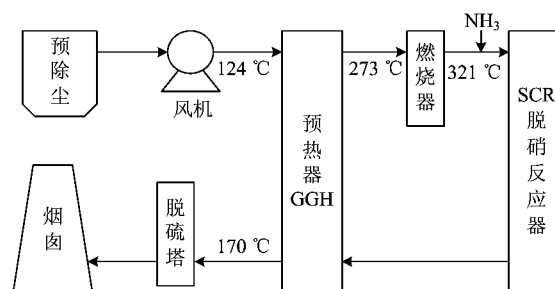 预除尘
风机
124 ℃
预热器
GGH
273 ℃
燃烧器
321 ℃
NH₃
SCR
脱硝反应器
170 ℃
脱硫塔
烟囱